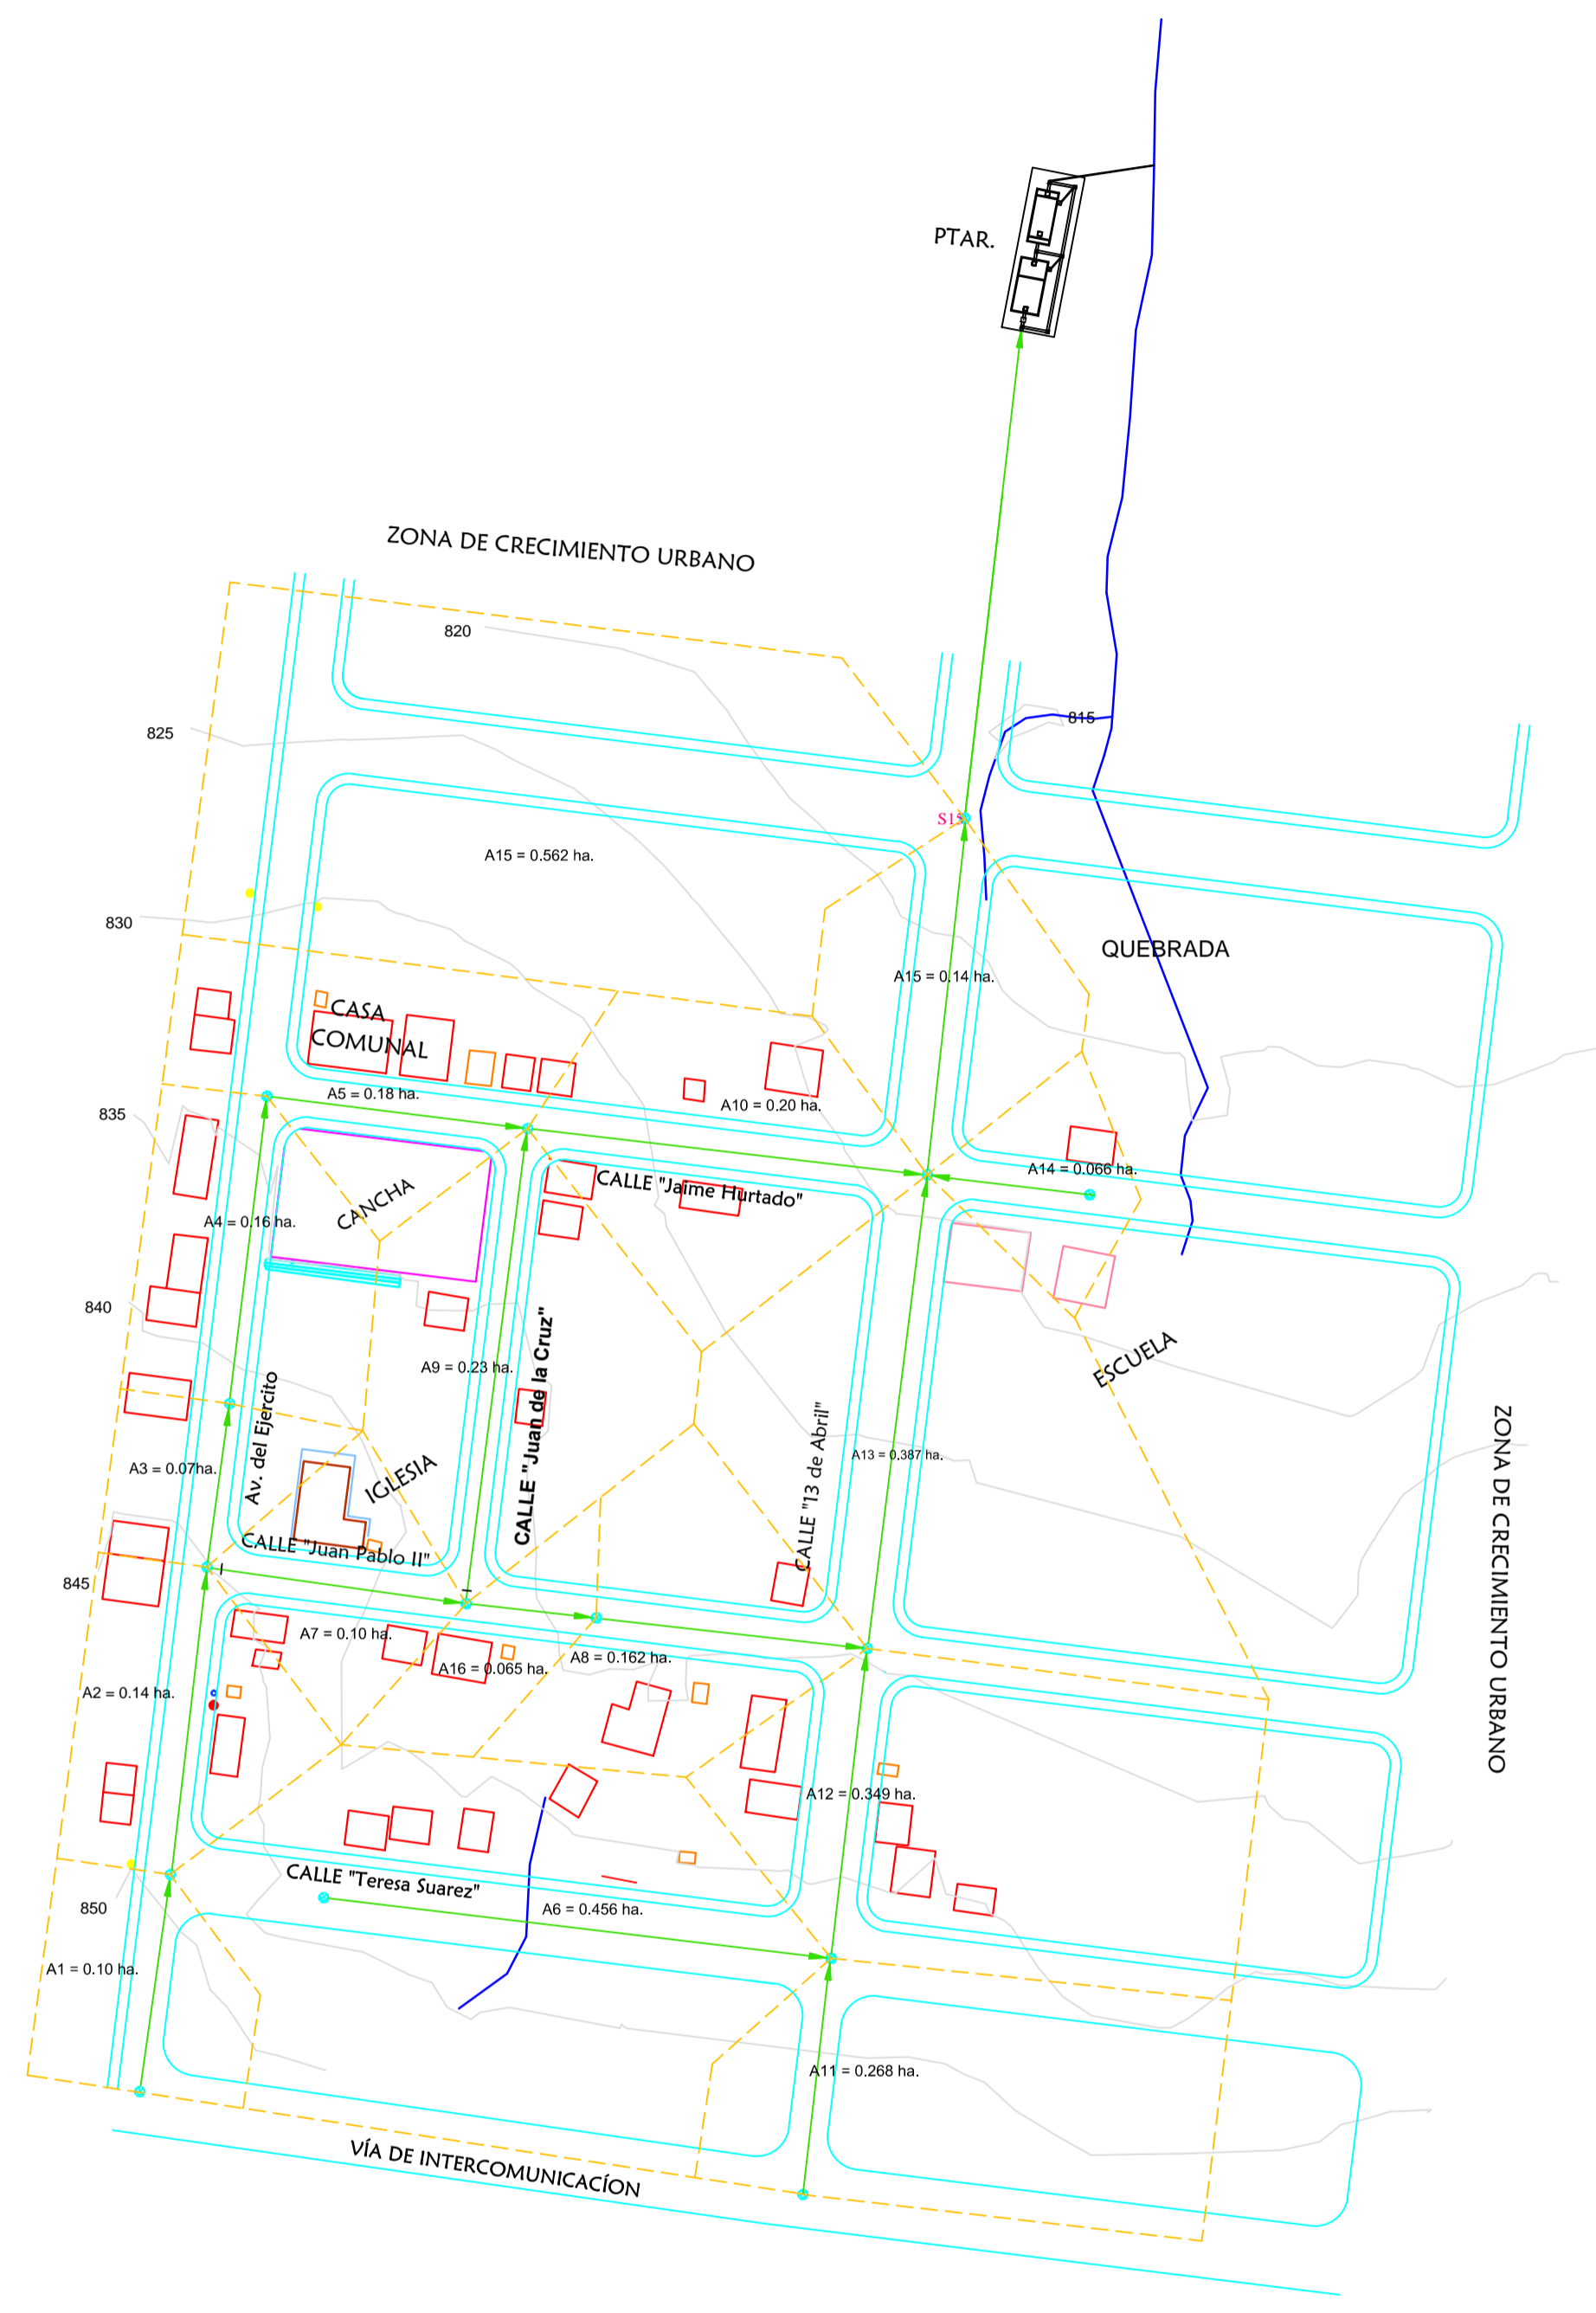 PTAR.
ZONA DE CRECIMIENTO URBANO
820
815
825
S15
A15 = 0.562 ha.
830
QUEBRADA
A15 = 0.14 ha.
CASA
COMUNAL
A5 = 0.18 ha.
A10 = 0.20 ha.
835
A14 = 0.066 ha.
CALLE "Jaime Hurtado"
CANCHA
A4 = 0.16 ha.
840
ESCUELA
A9 = 0.23 ha.
CALLE "Juan de la Cruz"
Av. del Ejercito
CALLE "13 de Abril"
A13 = 0.387 ha.
ZONA DE CRECIMIENTO URBANO
A3 = 0.07ha.
IGLESIA
CALLE "Juan Pablo II"
845
A7 = 0.10 ha.
A8 = 0.162 ha.
A16 = 0.065 ha.
A2 = 0.14 ha.
A12 = 0.349 ha.
CALLE "Teresa Suarez"
850
A6 = 0.456 ha.
A1 = 0.10 ha.
A11 = 0.268 ha.
VÍA DE INTERCOMUNICACÍON